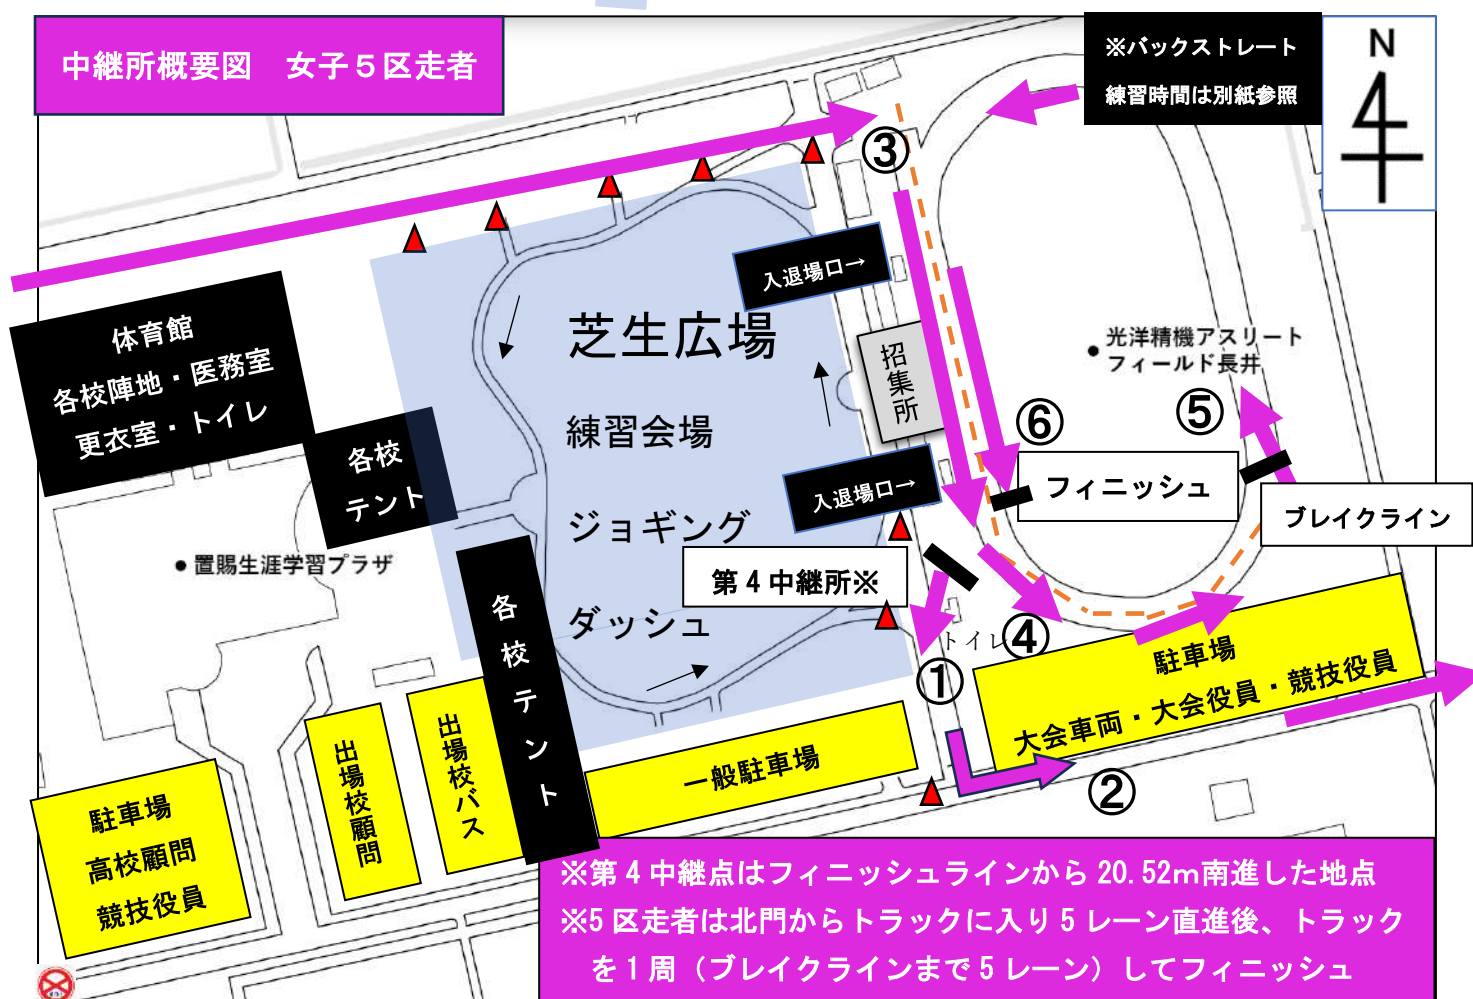 中継所概要図　女子５区走者
※バックストレート
練習時間は別紙参照
N
③
入退場口→
体育館
各校陣地・医務室
更衣室・トイレ
芝生広場
招集所
光洋精機アスリート
フィールド長井
各校
テント
練習会場
⑥
⑤
入退場口→
フィニッシュ
ブレイクライン
ジョギング
置賜生涯学習プラザ
第４中継所※
各校テント
ダッシュ
トイレ
④
①
駐車場
大会車両・大会役員・競技役員
出場校バス
出場校顧問
一般駐車場
②
駐車場
高校顧問
競技役員
※第４中継点はフィニッシュラインから 20.52m南進した地点
※5 区走者は北門からトラックに入り 5 レーン直進後、トラック
を 1 周（ブレイクラインまで 5 レーン）してフィニッシュ